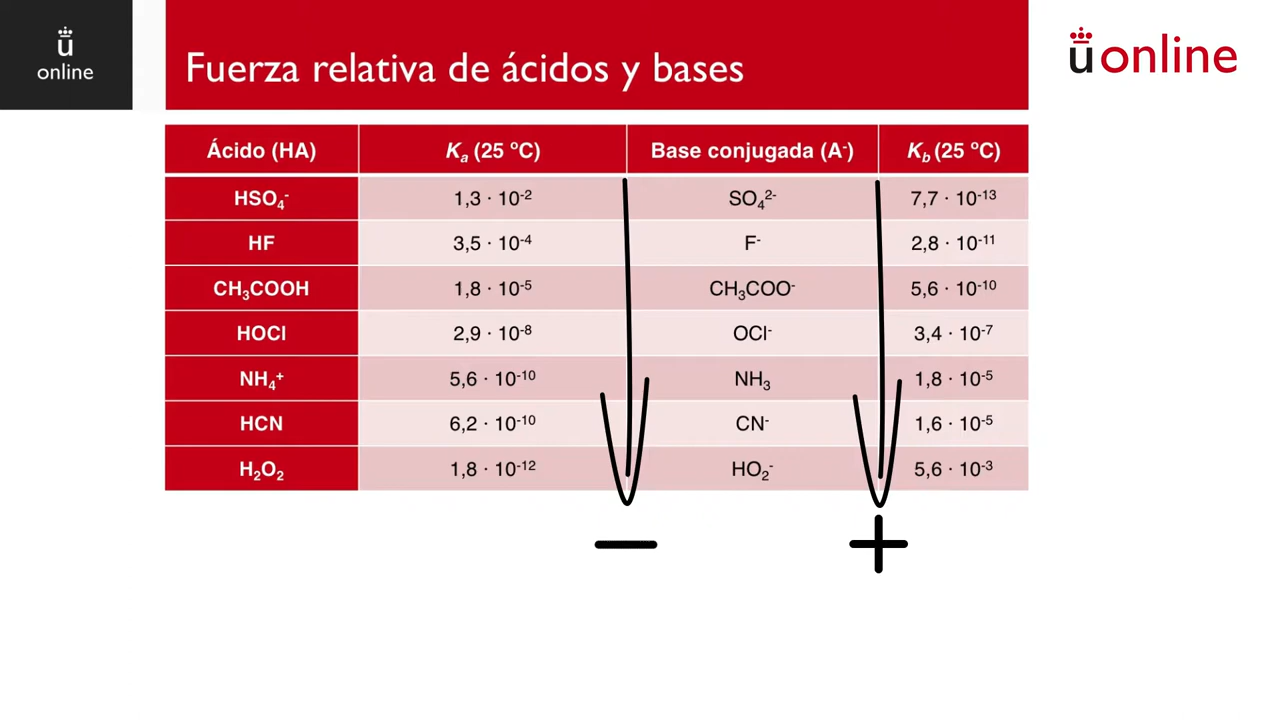 ü
online
Fuerza relativa de ácidos y bases
ü online
Ácido (HA) Kₐ (25 ºC) Base conjugada (A⁻) K_b (25 ºC)
HSO₄⁻ 1,3 · 10⁻² SO₄²⁻ 7,7 · 10⁻¹³
HF 3,5 · 10⁻⁴ F⁻ 2,8 · 10⁻¹¹
CH₃COOH 1,8 · 10⁻⁵ CH₃COO⁻ 5,6 · 10⁻¹⁰
HOCl 2,9 · 10⁻⁸ OCl⁻ 3,4 · 10⁻⁷
NH₄⁺ 5,6 · 10⁻¹⁰ NH₃ 1,8 · 10⁻⁵
HCN 6,2 · 10⁻¹⁰ CN⁻ 1,6 · 10⁻⁵
H₂O₂ 1,8 · 10⁻¹² HO₂⁻ 5,6 · 10⁻³
− +